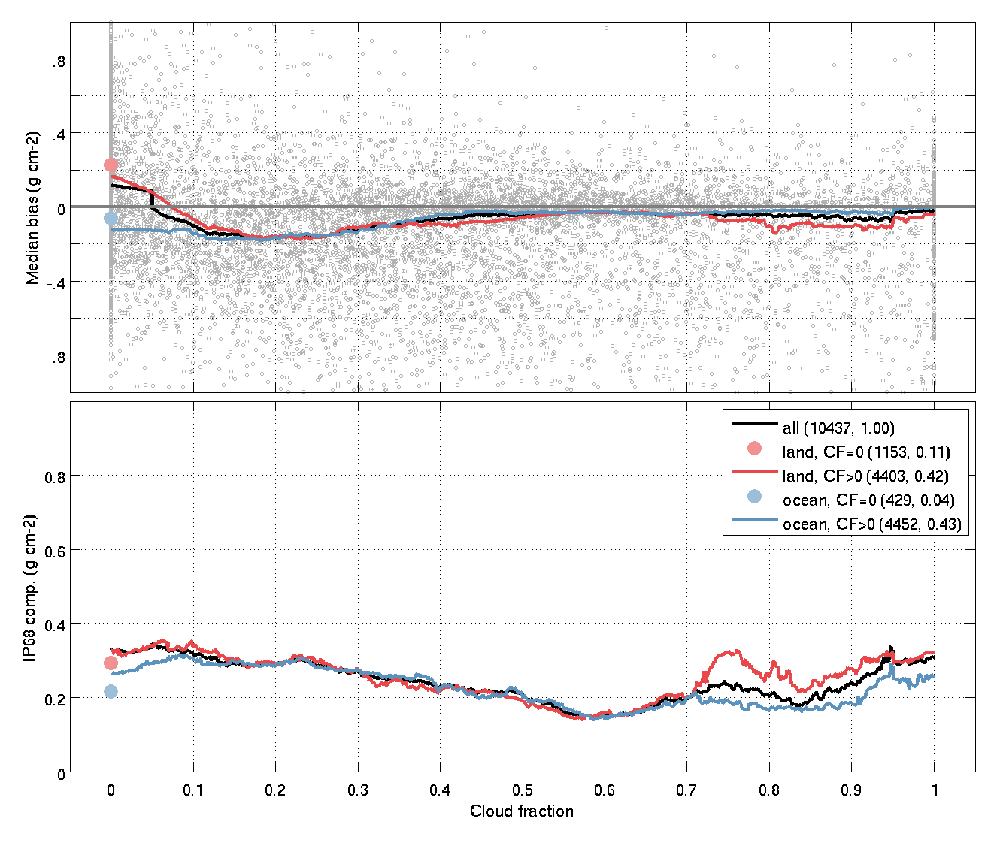 .8
.4
0
-.4
-.8
Median bias (g cm-2)
all (10437, 1.00)
land, CF=0 (1153, 0.11)
land, CF>0 (4403, 0.42)
ocean, CF=0 (429, 0.04)
ocean, CF>0 (4452, 0.43)
0.8
0.6
0.4
0.2
0
IP68 comp. (g cm-2)
0 0.1 0.2 0.3 0.4 0.5 0.6 0.7 0.8 0.9 1
Cloud fraction